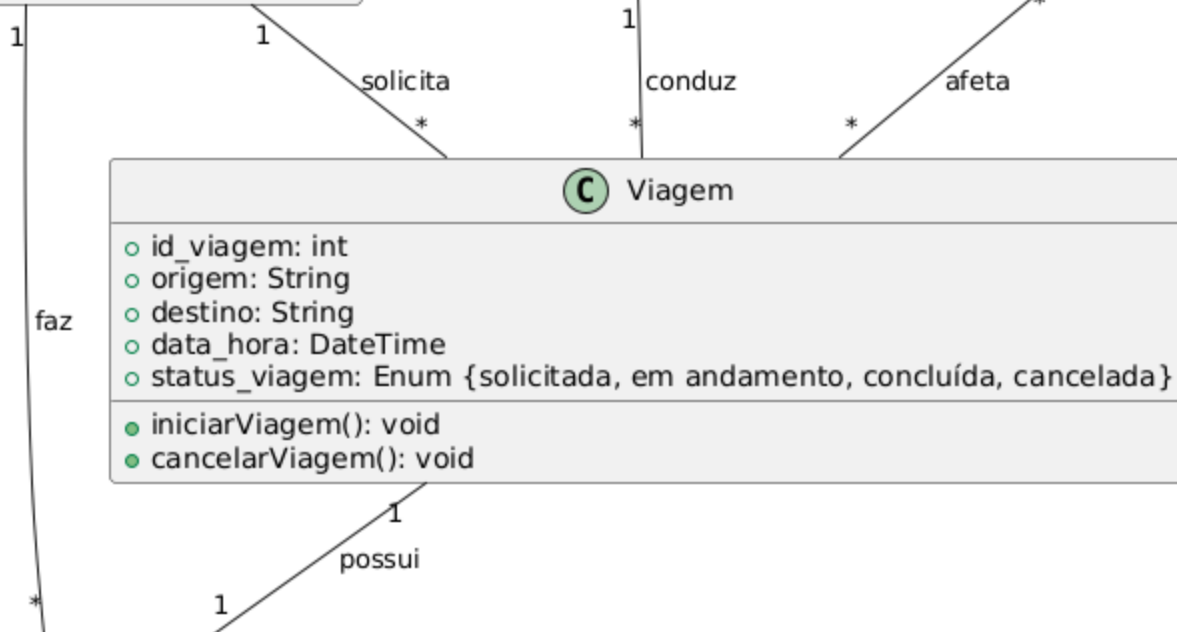 *
1
1
1
solicita
conduz
afeta
*
*
*
C Viagem
id_viagem: int
origem: String
destino: String
faz
data_hora: DateTime
status_viagem: Enum {solicitada, em andamento, concluída, cancelada}
iniciarViagem(): void
cancelarViagem(): void
1
possui
*
1